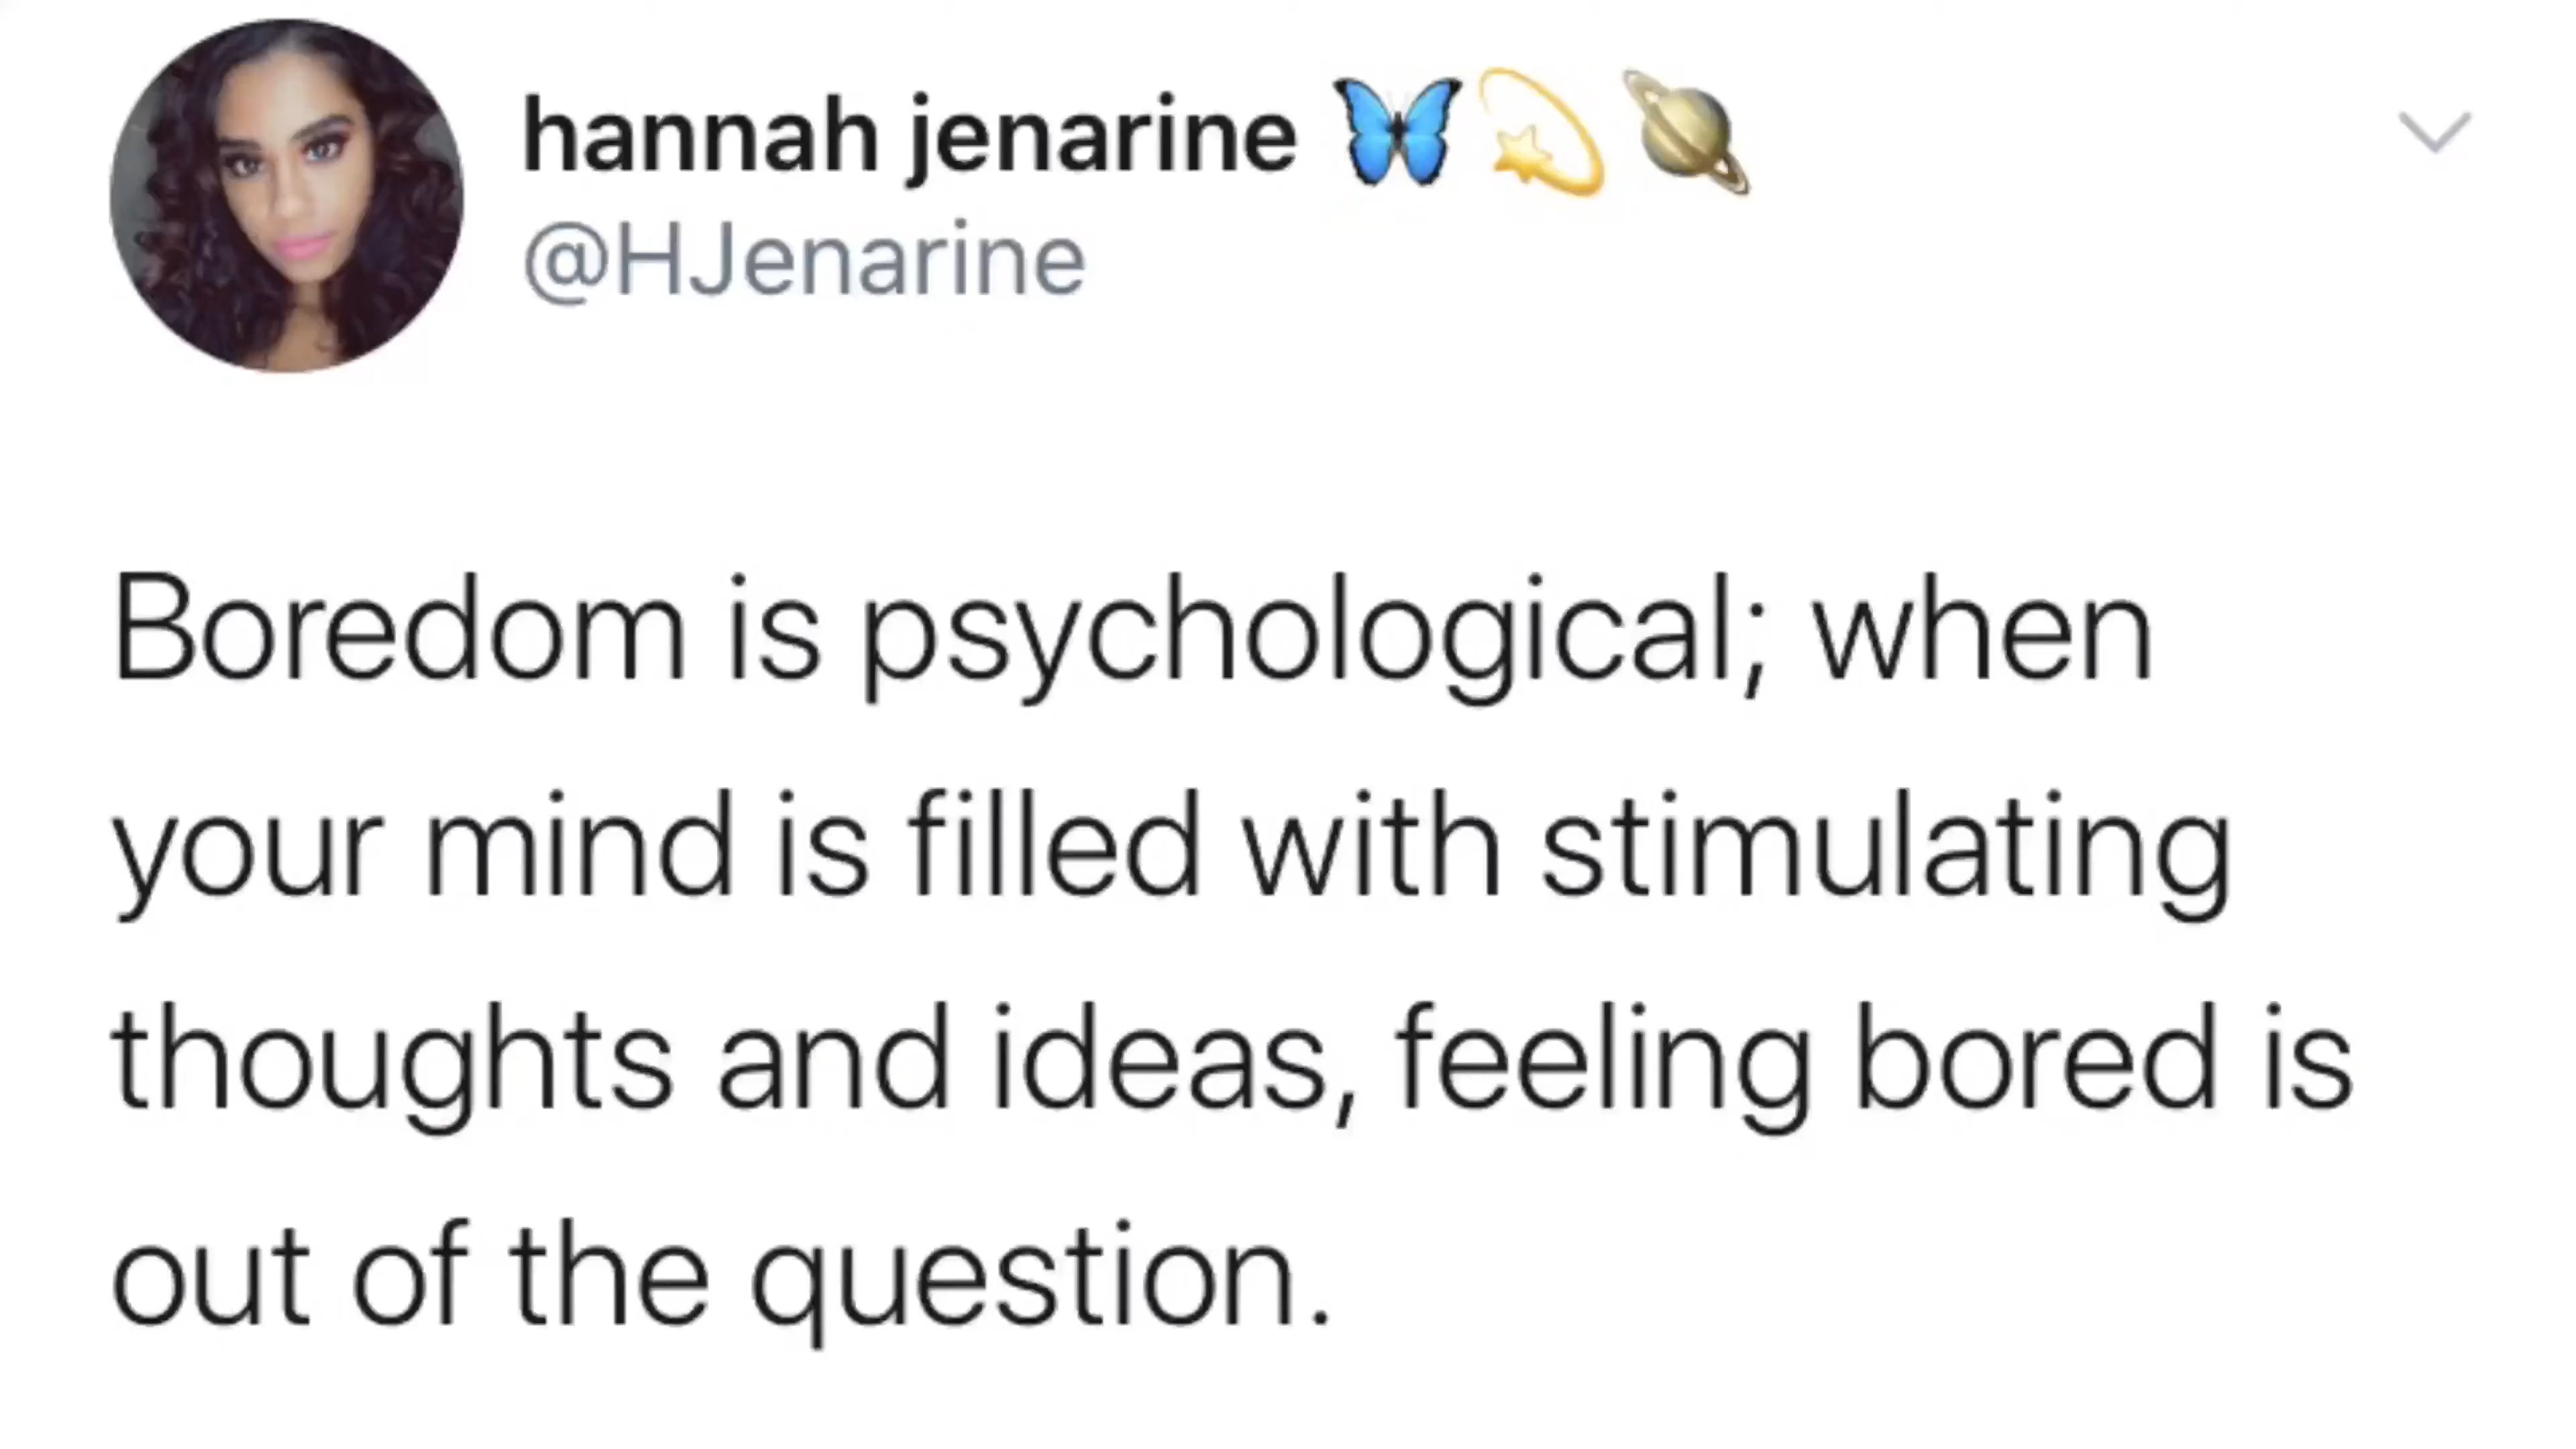 hannah jenarine 🦋💫🪐
@HJenarine
Boredom is psychological; when
your mind is filled with stimulating
thoughts and ideas, feeling bored is
out of the question.